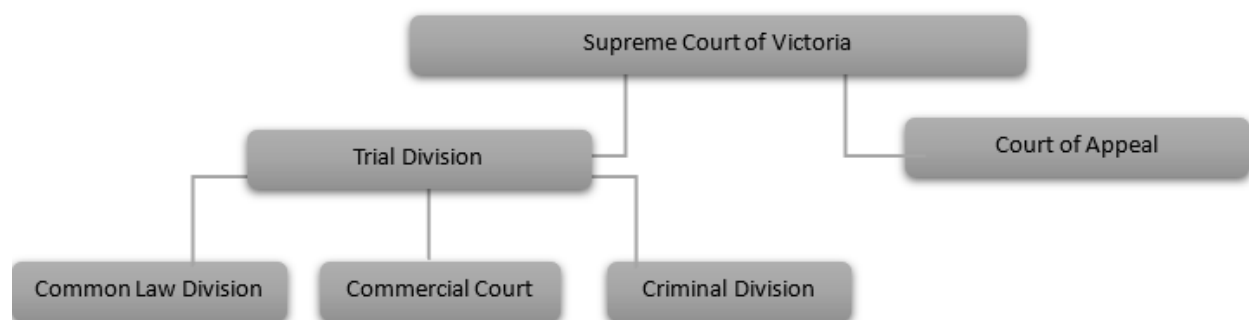 Supreme Court of Victoria
Trial Division
Court of Appeal
Common Law Division
Commercial Court
Criminal Division